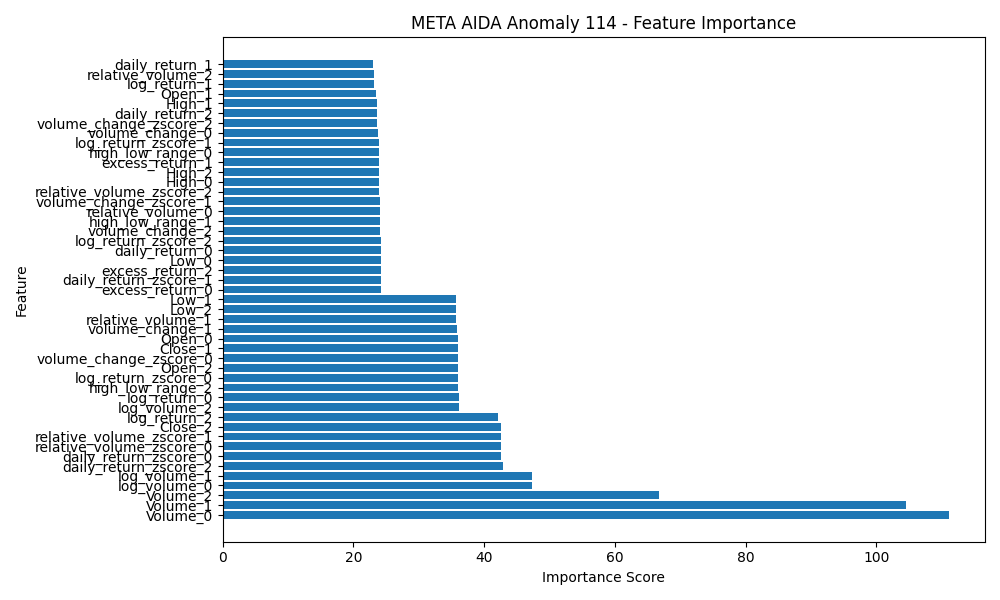 META AIDA Anomaly 114 - Feature Importance
daily_return_1
relative_volume_2
log_return_1
Open_1
High_1
daily_return_2
volume_change_zscore_2
volume_change_0
log_return_zscore_1
high_low_range_0
excess_return_1
High_2
High_0
relative_volume_zscore_2
volume_change_zscore_1
relative_volume_0
high_low_range_1
volume_change_2
log_return_zscore_2
daily_return_0
Low_0
excess_return_2
daily_return_zscore_1
excess_return_0
Low_1
Low_2
relative_volume_1
volume_change_1
Open_0
Close_1
volume_change_zscore_0
Open_2
log_return_zscore_0
high_low_range_2
log_return_0
log_volume_2
log_return_2
Close_2
relative_volume_zscore_1
relative_volume_zscore_0
daily_return_zscore_0
daily_return_zscore_2
log_volume_1
log_volume_0
Volume_2
Volume_1
Volume_0
Feature
0 20 40 60 80 100
Importance Score